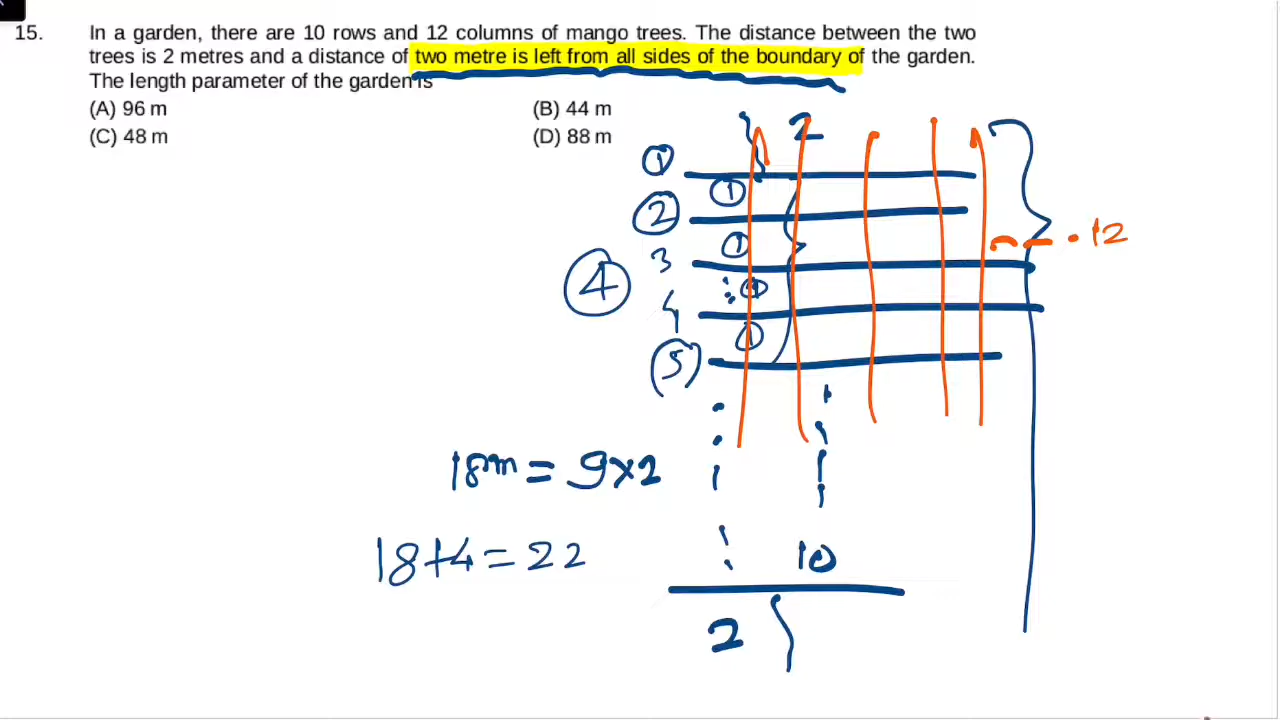 15. In a garden, there are 10 rows and 12 columns of mango trees. The distance between the two
trees is 2 metres and a distance of two metre is left from all sides of the boundary of the garden.
The length parameter of the garden is
(A) 96 m (B) 44 m
(C) 48 m (D) 88 m
2
1
1
2
1
12
3
4
1
4
1
5
18m = 9x2
18+4=22
10
2